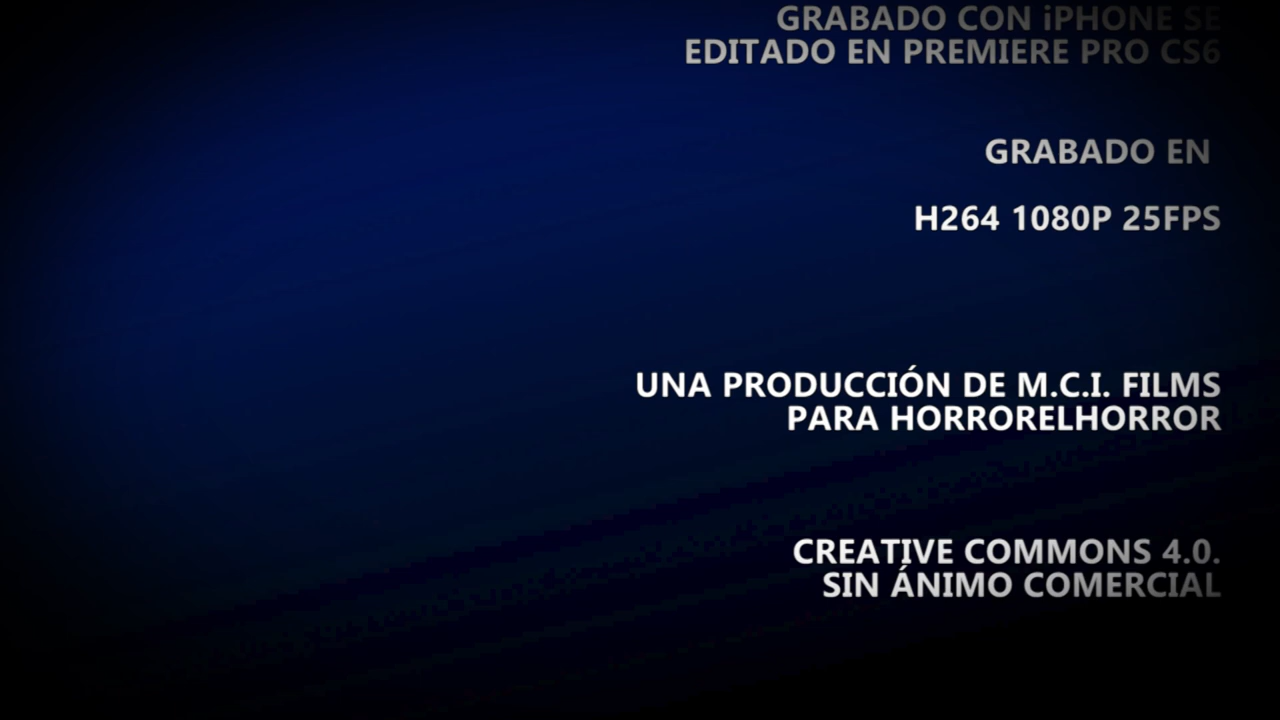 GRABADO CON iPHONE SE
EDITADO EN PREMIERE PRO CS6
GRABADO EN
H264 1080P 25FPS
UNA PRODUCCIÓN DE M.C.I. FILMS
PARA HORRORELHORROR
CREATIVE COMMONS 4.0.
SIN ÁNIMO COMERCIAL